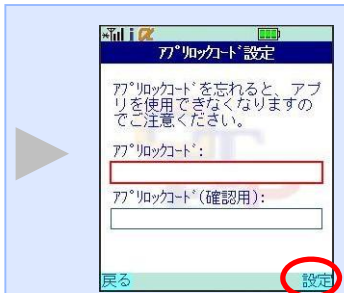 ｱﾌﾟﾘﾛｯｸｺｰﾄﾞ設定
ｱﾌﾟﾘﾛｯｸｺｰﾄﾞを忘れると、アプ
リを使用できなくなりますの
でご注意ください。
ｱﾌﾟﾘﾛｯｸｺｰﾄﾞ:
ｱﾌﾟﾘﾛｯｸｺｰﾄﾞ(確認用):
戻る 設定